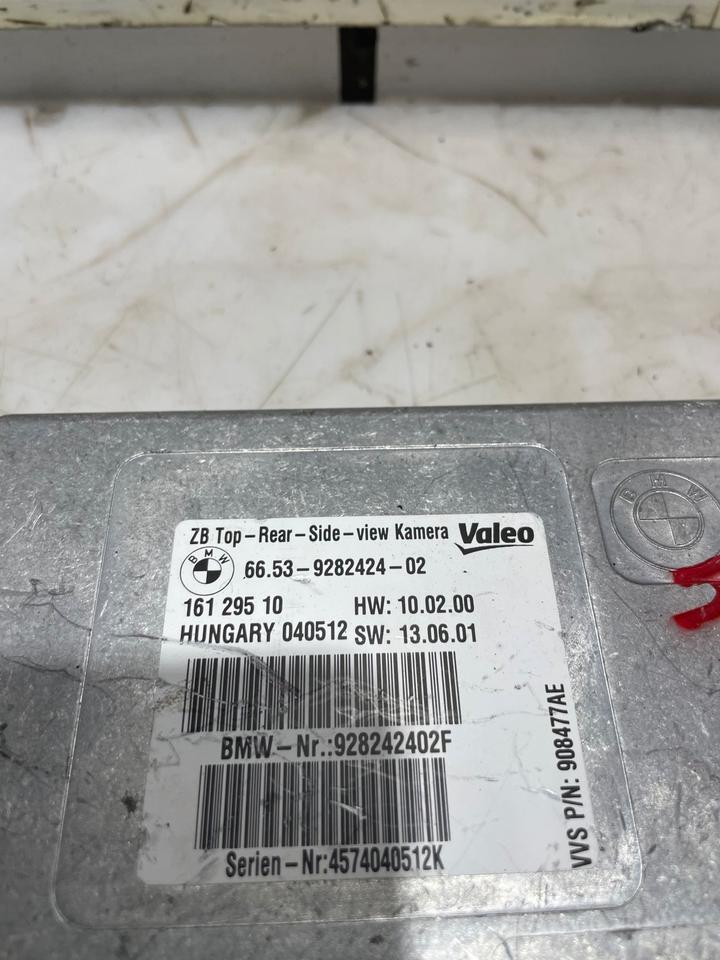 ZB Top-Rear-Side-view Kamera Valeo
BMW 66.53-9282424-02
161 295 10 HW: 10.02.00
HUNGARY 040512 SW: 13.06.01
BMW-Nr.:928242402F
Serien-Nr:4574040512K
VVS P/N: 908477AE
BMW